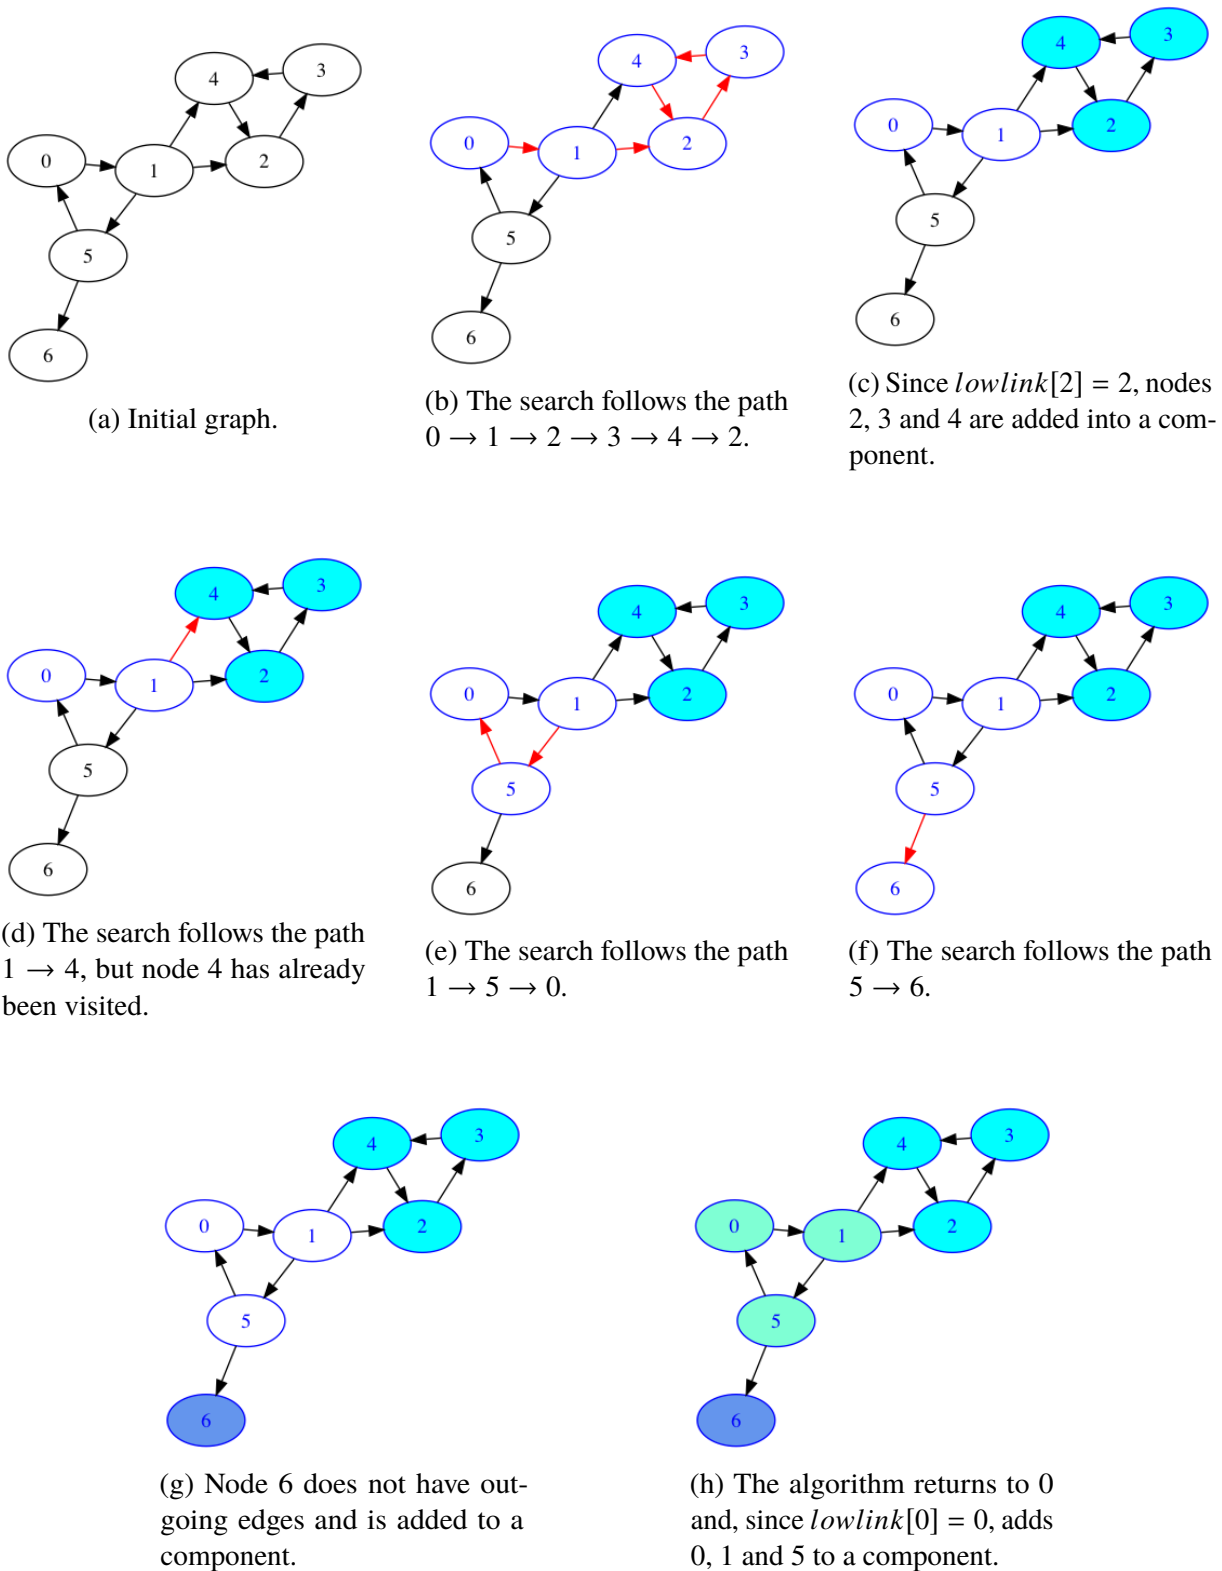 4
3
0
1
2
5
6
(a) Initial graph.
4
3
0
1
2
5
6
(b) The search follows the path
0 → 1 → 2 → 3 → 4 → 2.
4
3
0
1
2
5
6
(c) Since lowlink[2] = 2, nodes
2, 3 and 4 are added into a com-
ponent.
4
3
0
1
2
5
6
(d) The search follows the path
1 → 4, but node 4 has already
been visited.
4
3
0
1
2
5
6
(e) The search follows the path
1 → 5 → 0.
4
3
0
1
2
5
6
(f) The search follows the path
5 → 6.
4
3
0
1
2
5
6
(g) Node 6 does not have out-
going edges and is added to a
component.
4
3
0
1
2
5
6
(h) The algorithm returns to 0
and, since lowlink[0] = 0, adds
0, 1 and 5 to a component.